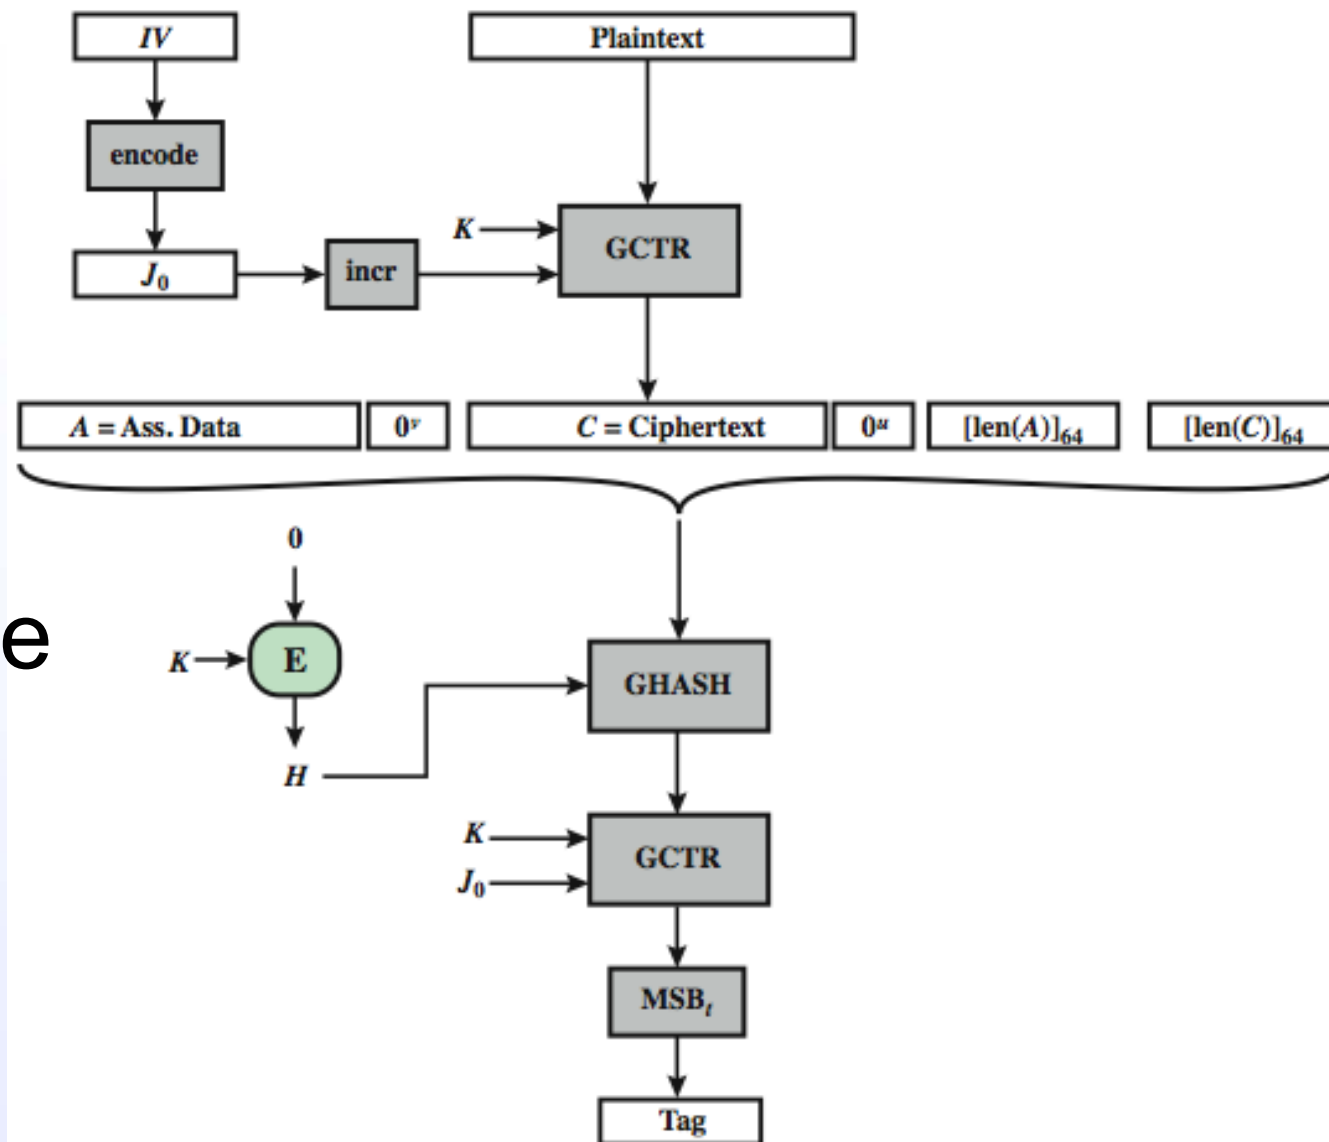 IV
Plaintext
encode
K
GCTR
J₀
incr
A = Ass. Data
0ᵛ
C = Ciphertext
0ᵘ
[len(A)]₆₄
[len(C)]₆₄
0
e
K
E
GHASH
H
K
GCTR
J₀
MSBₜ
Tag